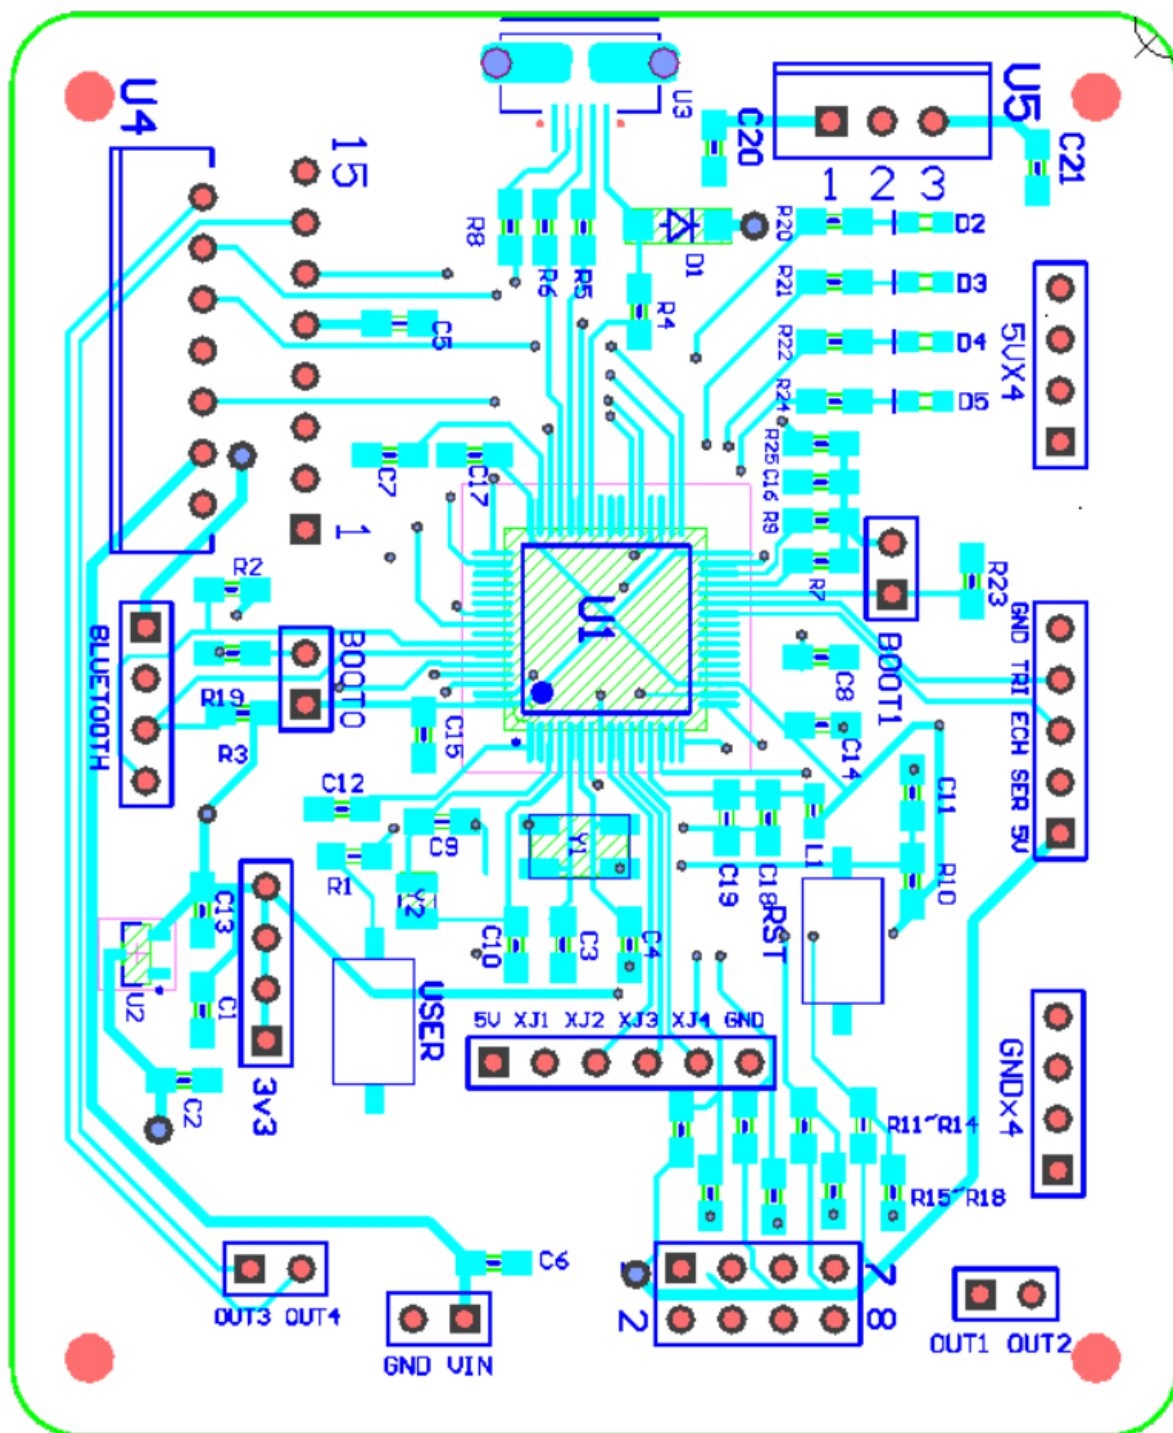 U4
15
1
U3
C20
U5
1 2 3
C21
R8
R6
R5
D1
R4
R20
D2
R21
D3
R22
D4
R24
D5
5VX4
C5
C7
C17
R25
C16
R9
R7
R23
R2
BLUETOOTH
R19
R3
BOOT0
C15
U1
C8
BOOT1
C14
GND TRI ECH SER 5V
C12
C9
Y1
R1
Y2
C19
C18
L1
C11
R10
RST
C13
U2
C1
C10
C3
C4
USER
3v3
C2
5V XJ1 XJ2 XJ3 XJ4 GND
GNDx4
R11~R14
R15~R18
C6
OUT3 OUT4
GND VIN
2
7
8
OUT1 OUT2